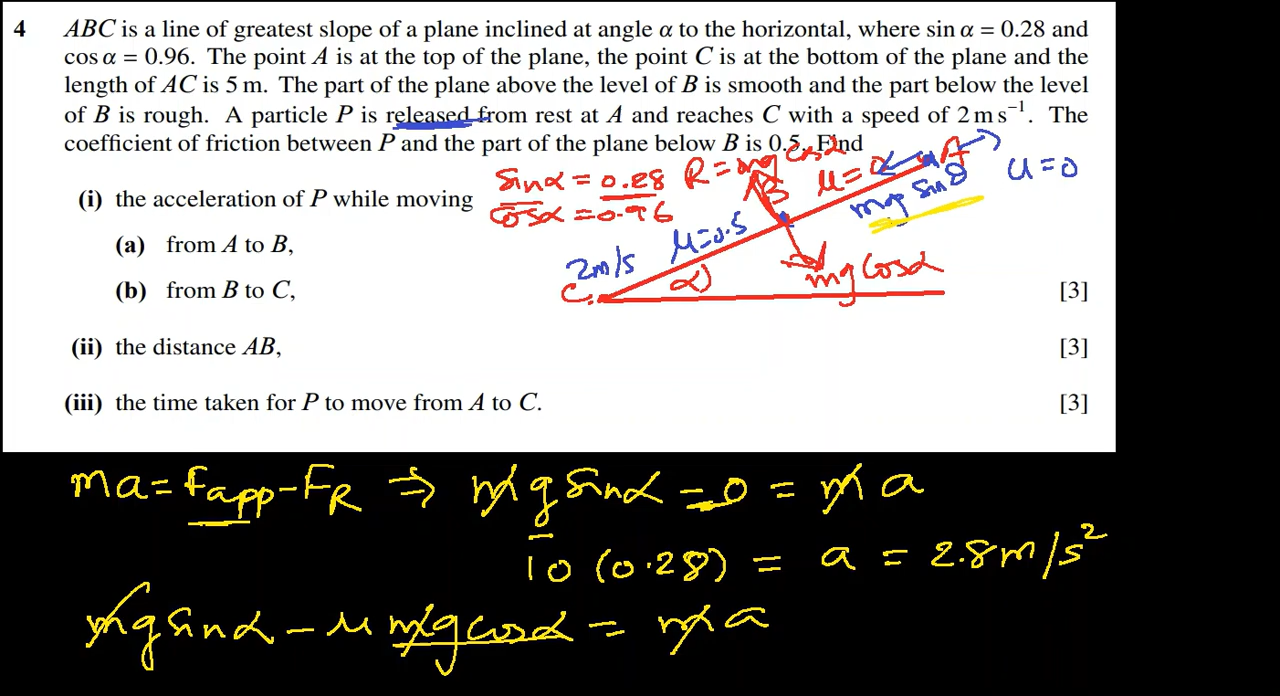 4 ABC is a line of greatest slope of a plane inclined at angle α to the horizontal, where sin α = 0.28 and
cos α = 0.96. The point A is at the top of the plane, the point C is at the bottom of the plane and the
length of AC is 5 m. The part of the plane above the level of B is smooth and the part below the level
of B is rough. A particle P is released from rest at A and reaches C with a speed of 2 m s⁻¹. The
coefficient of friction between P and the part of the plane below B is 0.5. Find
(i) the acceleration of P while moving
(a) from A to B,
(b) from B to C, [3]
(ii) the distance AB, [3]
(iii) the time taken for P to move from A to C. [3]
sinα = 0.28
cosα = 0.96
R = mg cosα
B
μ = 0
A
u = 0
mg sin
μ = 0.5
2m/s
C
α
mg cosα
ma = Fapp - FR ⇒ mg sinα - 0 = m a
10 (0.28) = a = 2.8 m/s²
mg sinα - μ mg cosα = m a